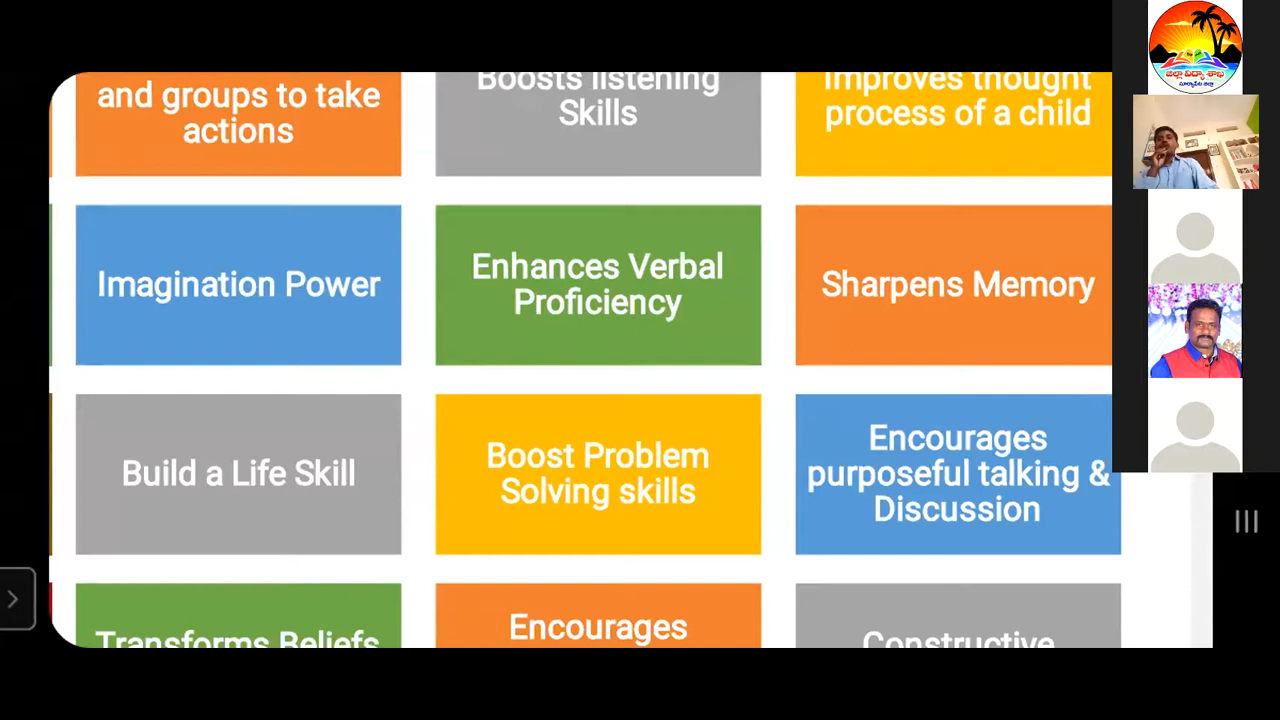 and groups to take
actions
Boosts listening
Skills
Improves thought
process of a child
Imagination Power
Enhances Verbal
Proficiency
Sharpens Memory
Build a Life Skill
Boost Problem
Solving skills
Encourages
purposeful talking &
Discussion
Transforms Beliefs
Encourages
Constructive
జిల్లా విద్యా శాఖ
సూర్యాపేట జిల్లా